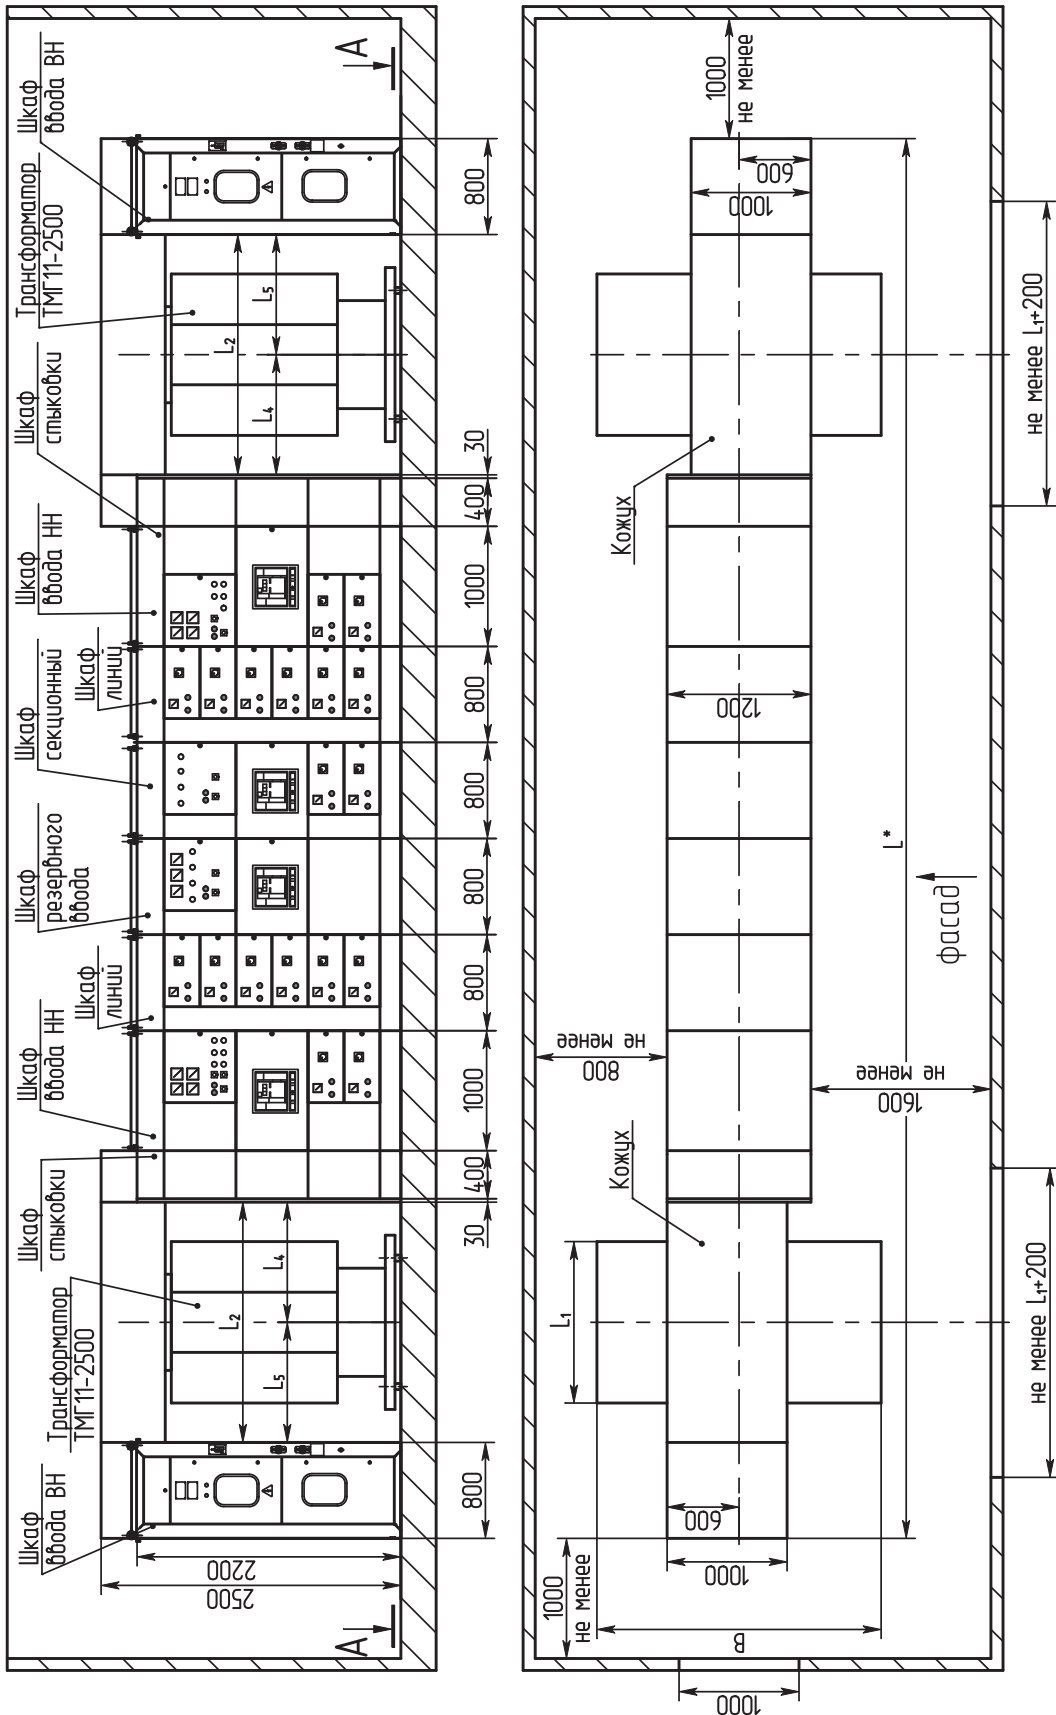 Шкаф
ввода ВН
Трансформатор
ТМГ11-2500
Шкаф
стыковки
Шкаф
ввода НН
Шкаф
линий
Шкаф
резервного
ввода
Шкаф
секционный
Шкаф
линий
Шкаф
ввода НН
Шкаф
стыковки
Трансформатор
ТМГ11-2500
Шкаф
ввода ВН
2500
2200
L2
L5
L4
L2
L4
L5
А
А
800
30
400
1000
800
800
800
800
1000
400
30
800
1000
не менее
L1
Кожух
800
не менее
Кожух
1000
не менее
B
1000
600
1200
1000
600
1000
1600
не менее
L*
фасад
не менее L1+200
не менее L1+200